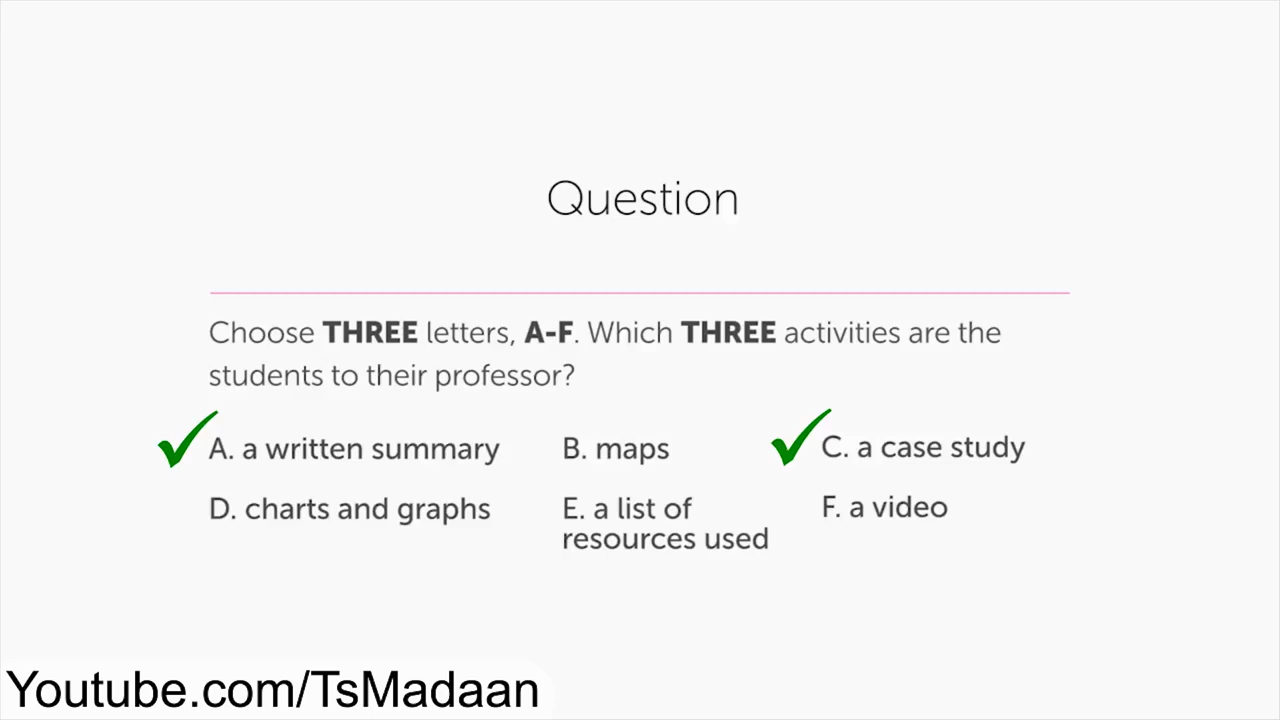 Question
Choose THREE letters, A-F. Which THREE activities are the
students to their professor?
A. a written summary B. maps C. a case study
D. charts and graphs E. a list of resources used F. a video
Youtube.com/TsMadaan